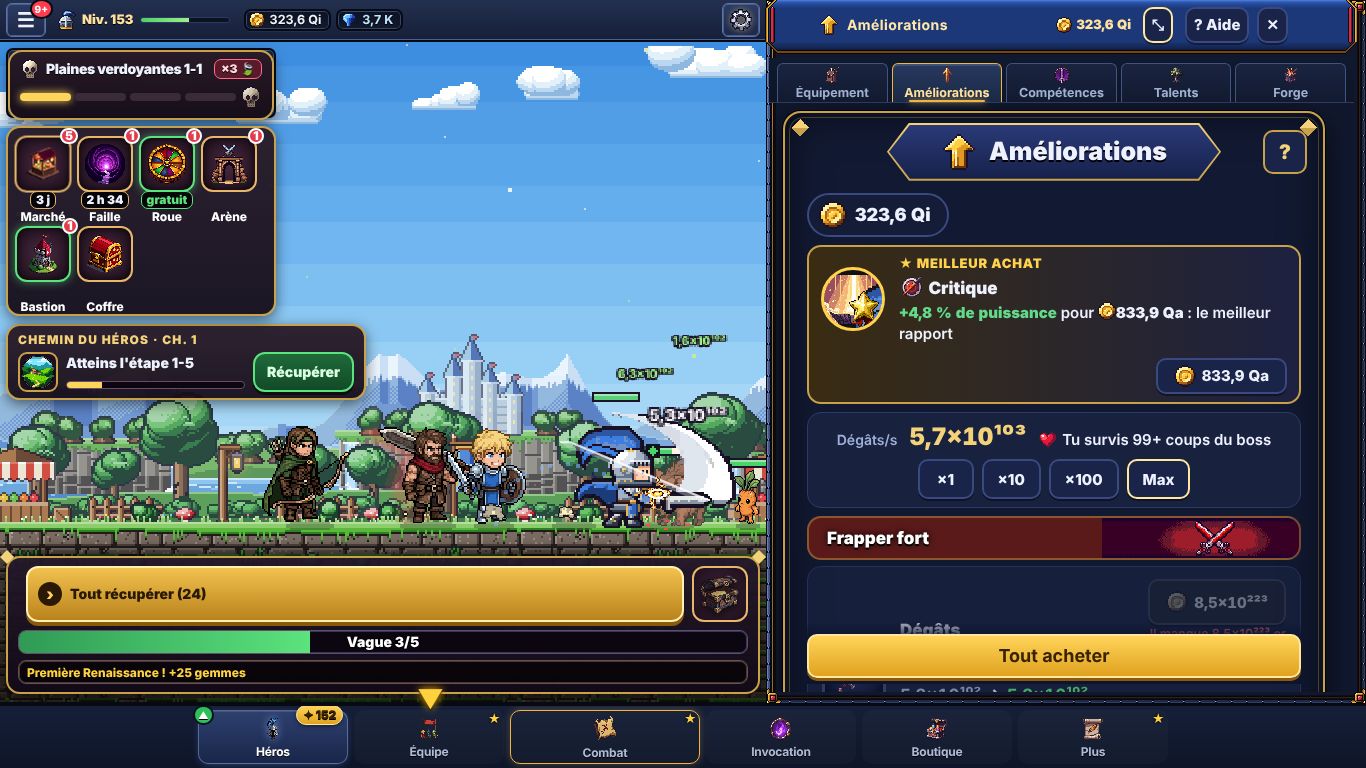 9+
Niv. 153
323,6 Qi
3,7 K
Plaines verdoyantes 1-1
×3
5
1
1
1
3 j
2 h 34
gratuit
Marché
Faille
Roue
Arène
1
Bastion
Coffre
CHEMIN DU HÉROS · CH. 1
Atteins l'étape 1-5
Récupérer
1,6×10¹⁰²
6,3×10¹⁰²
5,3×10¹⁰²
Tout récupérer (24)
Vague 3/5
Première Renaissance ! +25 gemmes
Améliorations
323,6 Qi
? Aide
×
Équipement
Améliorations
Compétences
Talents
Forge
Améliorations
?
323,6 Qi
★ MEILLEUR ACHAT
Critique
+4,8 % de puissance pour 833,9 Qa : le meilleur
rapport
833,9 Qa
Dégâts/s 5,7×10¹⁰³ Tu survis 99+ coups du boss
×1
×10
×100
Max
Frapper fort
8,5×10²²³
Dégâts
Tout acheter
152
Héros
Équipe
Combat
Invocation
Boutique
Plus